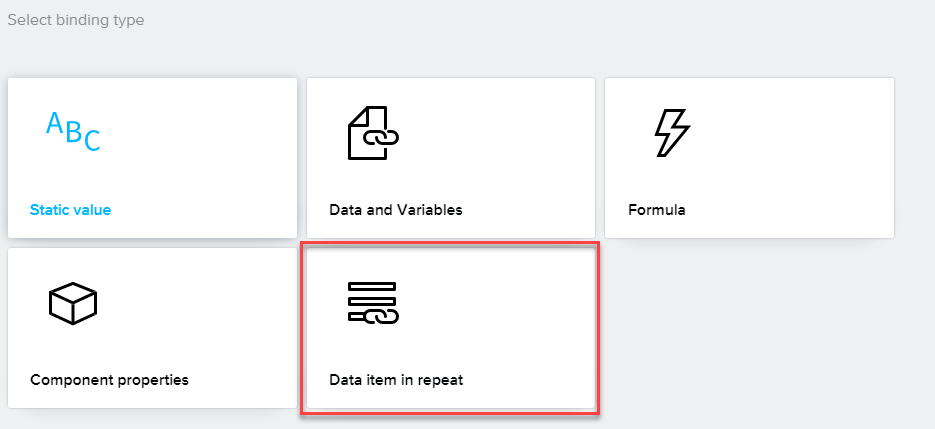 Select binding type
ABC
Static value
Data and Variables
Formula
Component properties
Data item in repeat